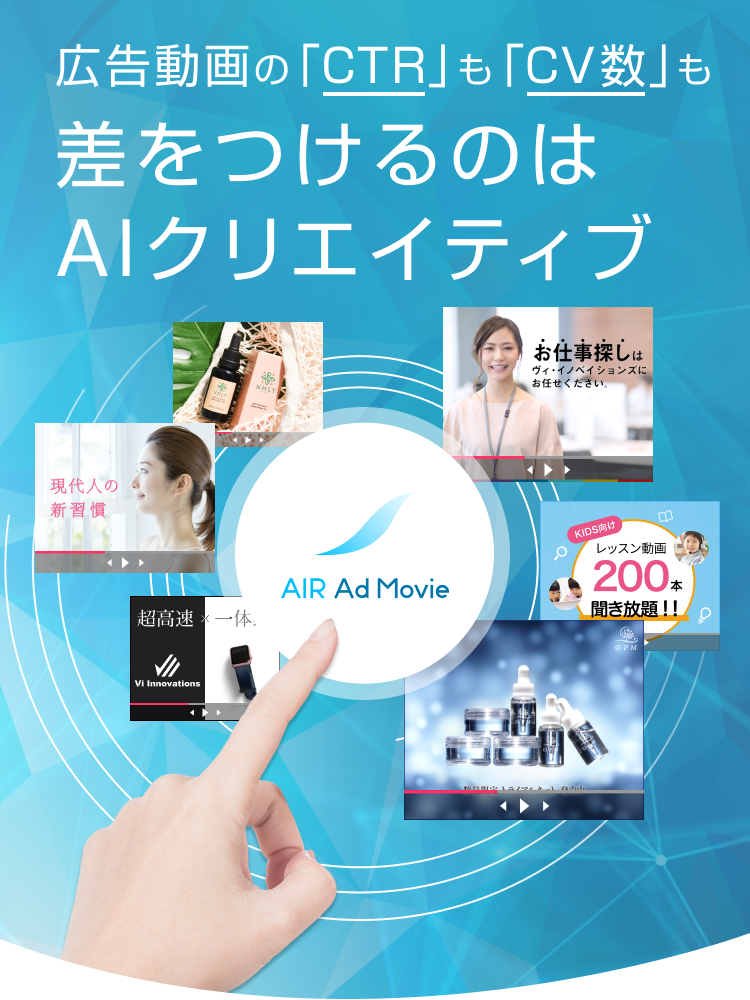 広告動画の「CTR」も「CV数」も
差をつけるのは
AIクリエイティブ
NHLT
NHLT
お仕事探しは
ヴィ・イノベイションズに
お任せください。
現代人の
新習慣
AIR Ad Movie
KIDS向け
レッスン動画
200本
聞き放題!!
超高速×一体
Vi Innovations
GPM